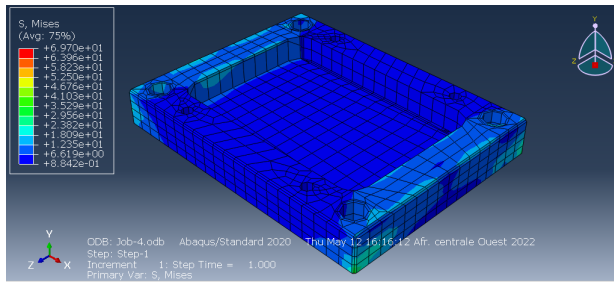 S, Mises
(Avg: 75%)
+6.970e+01
+6.396e+01
+5.823e+01
+5.250e+01
+4.676e+01
+4.103e+01
+3.529e+01
+2.956e+01
+2.382e+01
+1.809e+01
+1.235e+01
+6.619e+00
+8.842e-01
Y
Z
Y
Z
X
ODB: Job-4.odb Abaqus/Standard 2020 Thu May 12 16:16:12 Afr. centrale Ouest 2022
Step: Step-1
Increment 1: Step Time = 1.000
Primary Var: S, Mises